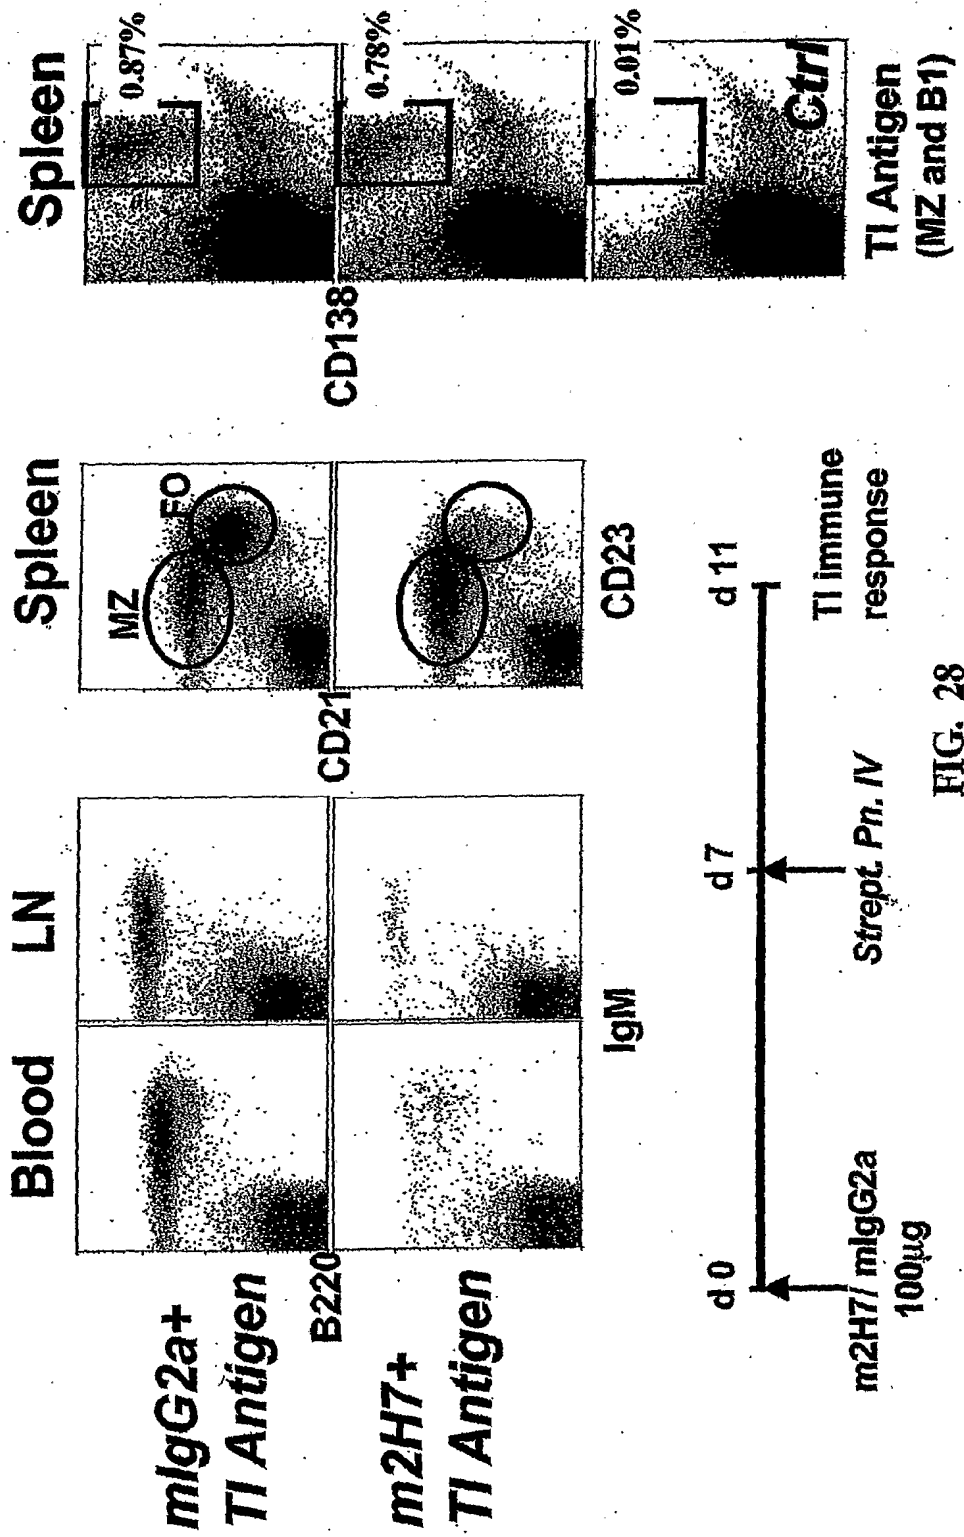 Blood
LN
Spleen
Spleen
mIgG2a+
TI Antigen
MZ
FO
0.87%
B220
CD21
CD138
m2H7+
TI Antigen
0.78%
IgM
CD23
0.01%
Ctrl
TI Antigen
(MZ and B1)
d 0
d 7
d 11
m2H7/ mIgG2a
100µg
Strept. Pn. IV
TI immune
response
FIG. 28